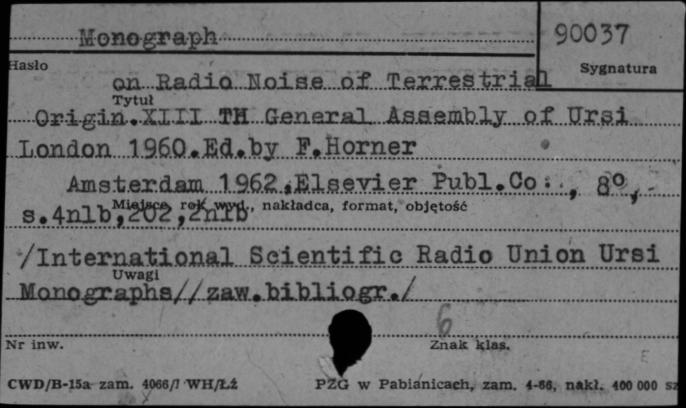 Monograph
90037
Hasło
Sygnatura
on Radio Noise of Terrestrial
Tytuł
Origin.XIII TH General Assembly of Ursi
London 1960.Ed.by F.Horner
Amsterdam 1962.Elsevier Publ.Co., 8°,
Miejsce, rok wyd., nakładca, format, objętość
s.4nlb,202,2nlb
/International Scientific Radio Union Ursi
Uwagi
Monographs//zaw.bibliogr./
6
Nr inw.
Znak klas.
E
CWD/B-15a zam. 4066/I WH/Łź
PZG w Pabianicach, zam. 4-66, nakł. 400 000 sz